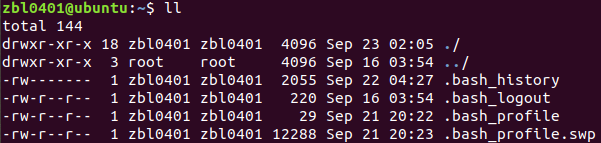 zbl0401@ubuntu:~$ ll
total 144
drwxr-xr-x 18 zbl0401 zbl0401  4096 Sep 23 02:05 ./
drwxr-xr-x  3 root    root     4096 Sep 16 03:54 ../
-rw-------  1 zbl0401 zbl0401  2055 Sep 22 04:27 .bash_history
-rw-r--r--  1 zbl0401 zbl0401   220 Sep 16 03:54 .bash_logout
-rw-r--r--  1 zbl0401 zbl0401    29 Sep 21 20:22 .bash_profile
-rw-r--r--  1 zbl0401 zbl0401 12288 Sep 21 20:23 .bash_profile.swp